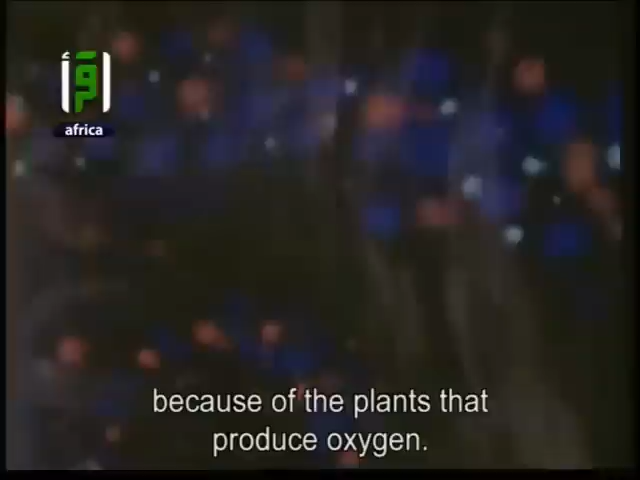 اقرأ
africa
because of the plants that
produce oxygen.